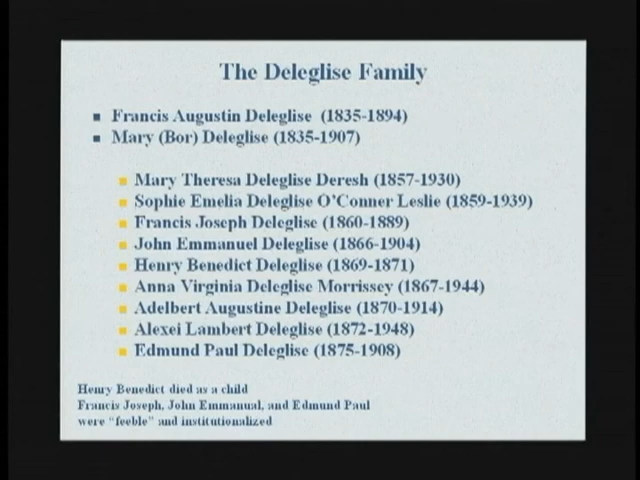 The Deleglise Family
Francis Augustin Deleglise (1835-1894)
Mary (Bor) Deleglise (1835-1907)
Mary Theresa Deleglise Deresh (1857-1930)
Sophie Emelia Deleglise O'Conner Leslie (1859-1939)
Francis Joseph Deleglise (1860-1889)
John Emmanuel Deleglise (1866-1904)
Henry Benedict Deleglise (1869-1871)
Anna Virginia Deleglise Morrissey (1867-1944)
Adelbert Augustine Deleglise (1870-1914)
Alexei Lambert Deleglise (1872-1948)
Edmund Paul Deleglise (1875-1908)
Henry Benedict died as a child
Francis Joseph, John Emmanual, and Edmund Paul
were "feeble" and institutionalized